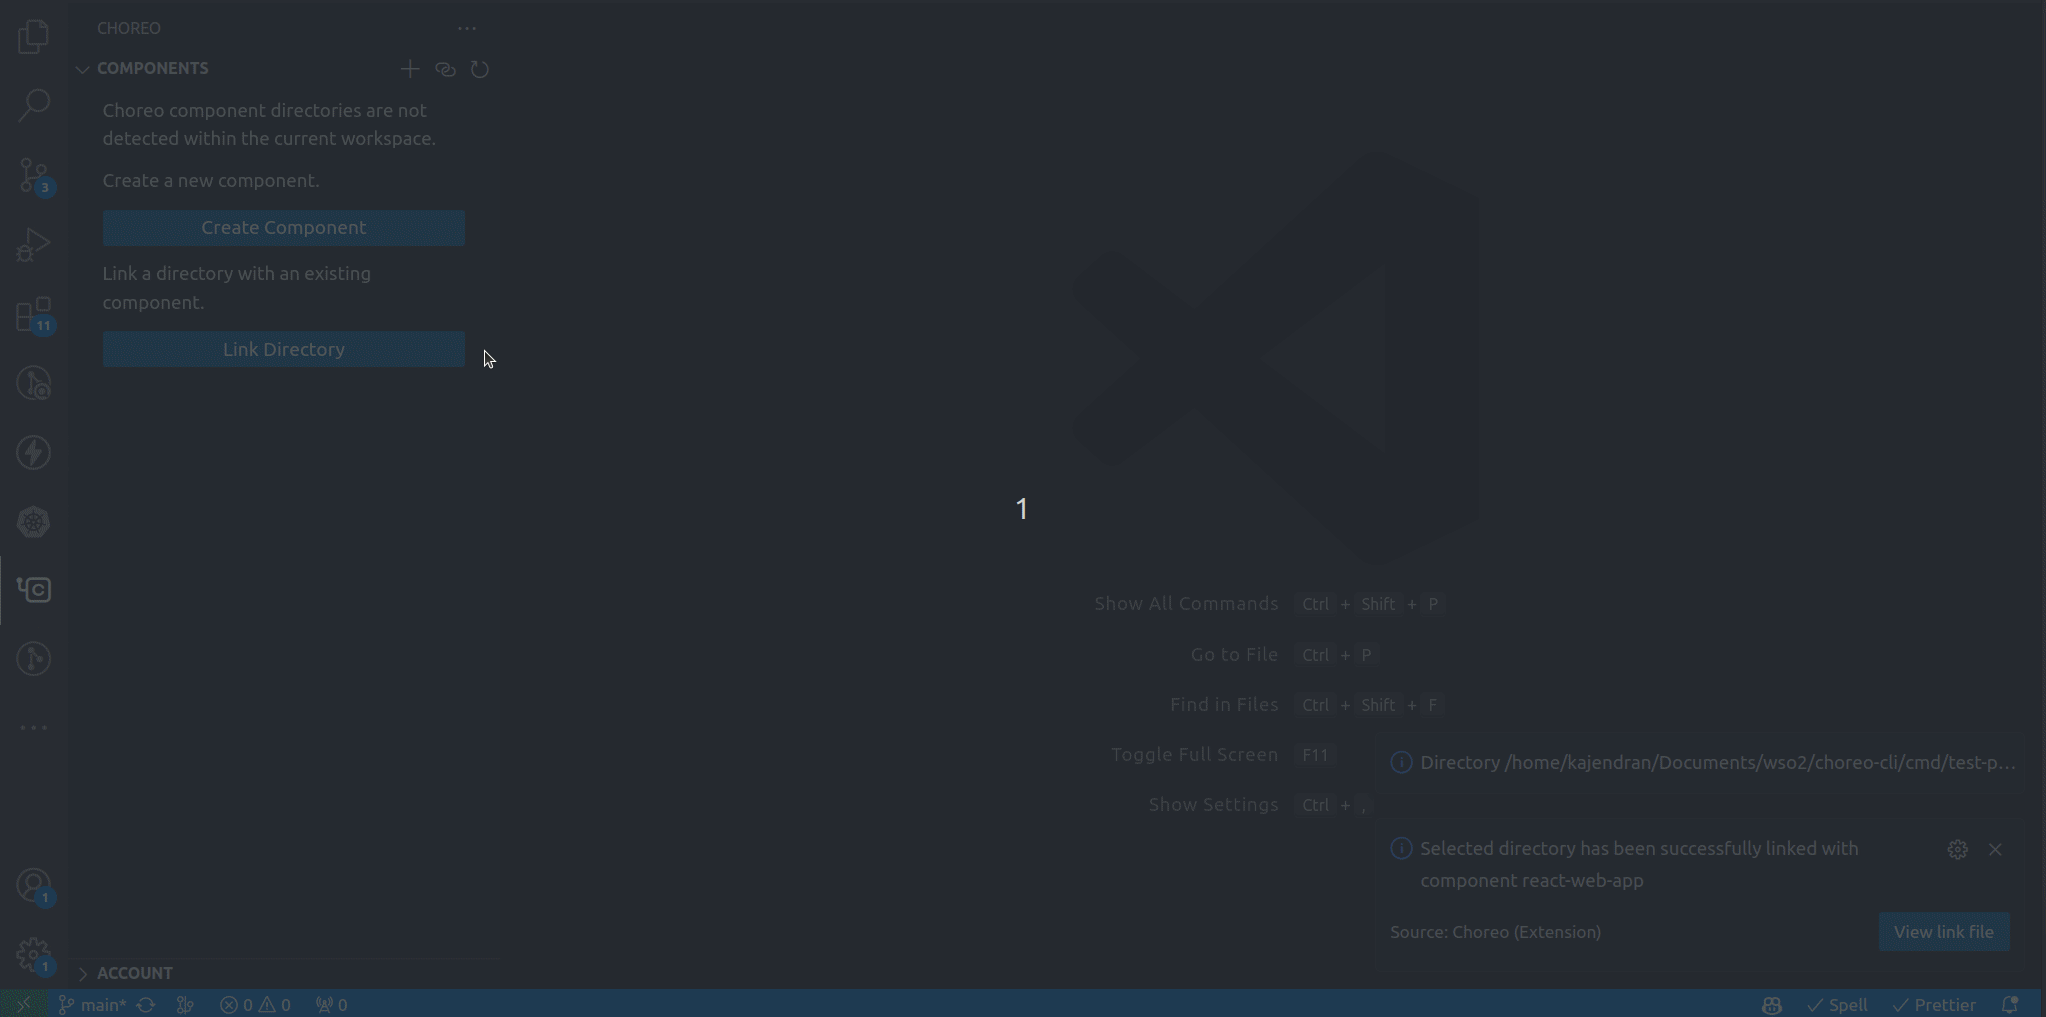 CHOREO
COMPONENTS
Choreo component directories are not
detected within the current workspace.
Create a new component.
Create Component
Link a directory with an existing
component.
Link Directory
3
11
1
1
1
Show All Commands Ctrl + Shift + P
Go to File Ctrl + P
Find in Files Ctrl + Shift + F
Toggle Full Screen F11
Show Settings Ctrl + ,
Directory /home/kajendran/Documents/wso2/choreo-cli/cmd/test-p...
Selected directory has been successfully linked with
component react-web-app
Source: Choreo (Extension)
View link file
ACCOUNT
main* 0 0 0 Spell Prettier